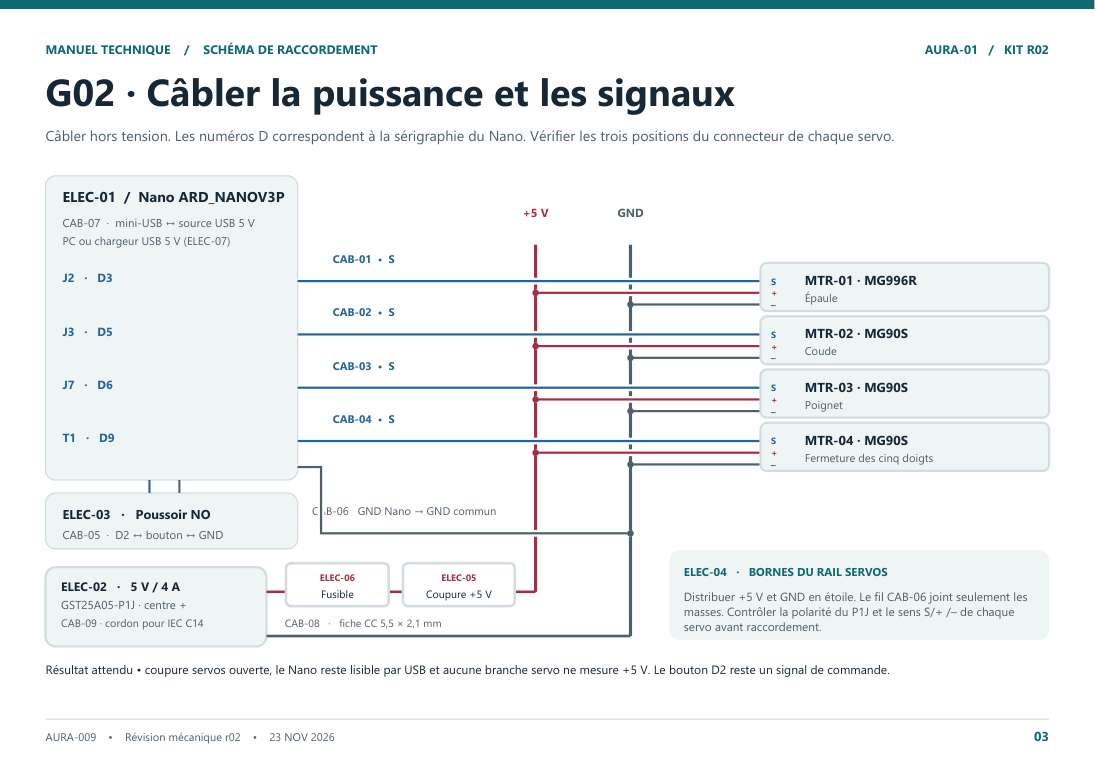 MANUEL TECHNIQUE / SCHÉMA DE RACCORDEMENT
AURA-01 / KIT R02
G02 · Câbler la puissance et les signaux
Câbler hors tension. Les numéros D correspondent à la sérigraphie du Nano. Vérifier les trois positions du connecteur de chaque servo.
ELEC-01 / Nano ARD_NANOV3P
CAB-07 · mini-USB ↔ source USB 5 V
PC ou chargeur USB 5 V (ELEC-07)
J2 · D3
J3 · D5
J7 · D6
T1 · D9
+5 V
GND
CAB-01 • S
CAB-02 • S
CAB-03 • S
CAB-04 • S
S
+
–
MTR-01 · MG996R
Épaule
S
+
–
MTR-02 · MG90S
Coude
S
+
–
MTR-03 · MG90S
Poignet
S
+
–
MTR-04 · MG90S
Fermeture des cinq doigts
ELEC-03 · Poussoir NO
CAB-05 · D2 ↔ bouton ↔ GND
CAB-06 GND Nano → GND commun
ELEC-02 · 5 V / 4 A
GST25A05-P1J · centre +
CAB-09 · cordon pour IEC C14
ELEC-06
Fusible
ELEC-05
Coupure +5 V
CAB-08 · fiche CC 5,5 × 2,1 mm
ELEC-04 · BORNES DU RAIL SERVOS
Distribuer +5 V et GND en étoile. Le fil CAB-06 joint seulement les
masses. Contrôler la polarité du P1J et le sens S/+ /– de chaque
servo avant raccordement.
Résultat attendu • coupure servos ouverte, le Nano reste lisible par USB et aucune branche servo ne mesure +5 V. Le bouton D2 reste un signal de commande.
AURA-009 • Révision mécanique r02 • 23 NOV 2026
03